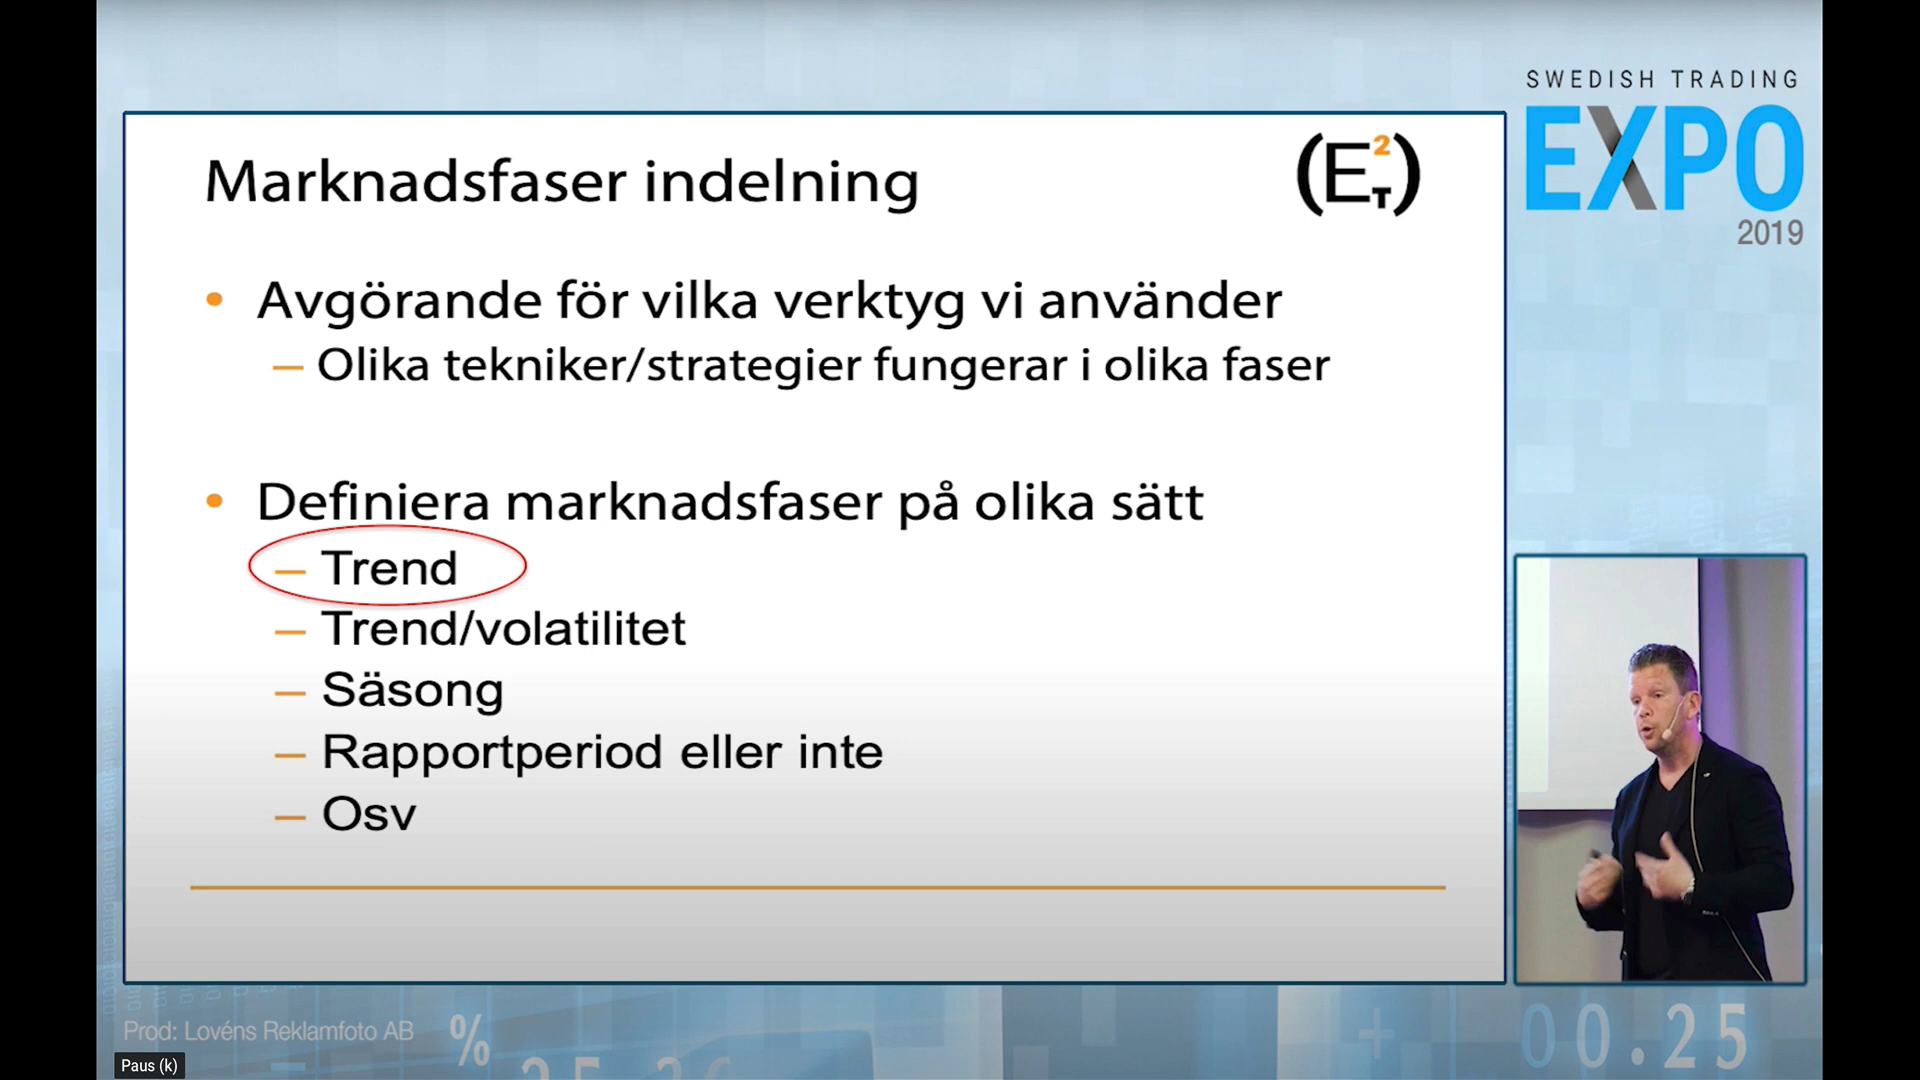 SWEDISH TRADING
EXPO
2019
Marknadsfaser indelning
(E²T)
• Avgörande för vilka verktyg vi använder
– Olika tekniker/strategier fungerar i olika faser
• Definiera marknadsfaser på olika sätt
– Trend
– Trend/volatilitet
– Säsong
– Rapportperiod eller inte
– Osv
Prod: Lovéns Reklamfoto AB
%
+
00.25
Paus (k)